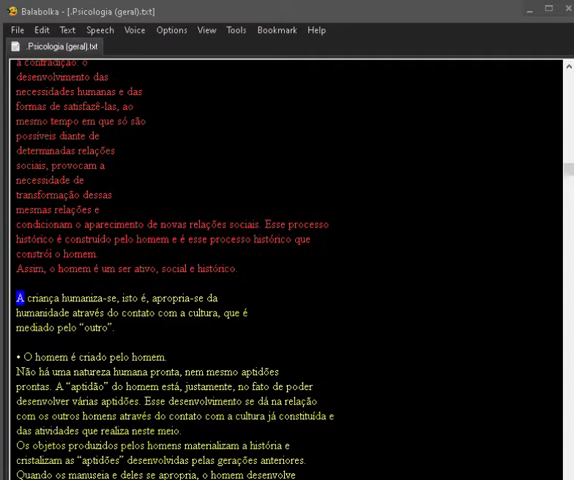 Balabolka - [.Psicologia (geral).txt]
File Edit Speech Voice Options View Tools Bookmark Help
.Psicologia (geral).txt
a contradição: o
desenvolvimento das
necessidades humanas e das
formas de satisfazê-las, ao
mesmo tempo em que só são
possíveis diante de
determinadas relações
sociais, provocam a
necessidade de
transformação dessas
mesmas relações e
condicionam o aparecimento de novas relações sociais. Esse processo
histórico é construído pelo homem e é esse processo histórico que
constrói o homem.
Assim, o homem é um ser ativo, social e histórico.
A criança humaniza-se, isto é, apropria-se da
humanidade através do contato com a cultura, que é
mediado pelo “outro”.
• O homem é criado pelo homem.
Não há uma natureza humana pronta, nem mesmo aptidões
prontas. A “aptidão” do homem está, justamente, no fato de poder
desenvolver várias aptidões. Esse desenvolvimento se dá na relação
com os outros homens através do contato com a cultura já constituída e
das atividades que realiza neste meio.
Os objetos produzidos pelos homens materializam a história e
cristalizam as “aptidões” desenvolvidas pelas gerações anteriores.
Quando os manuseia e deles se apropria, o homem desenvolve